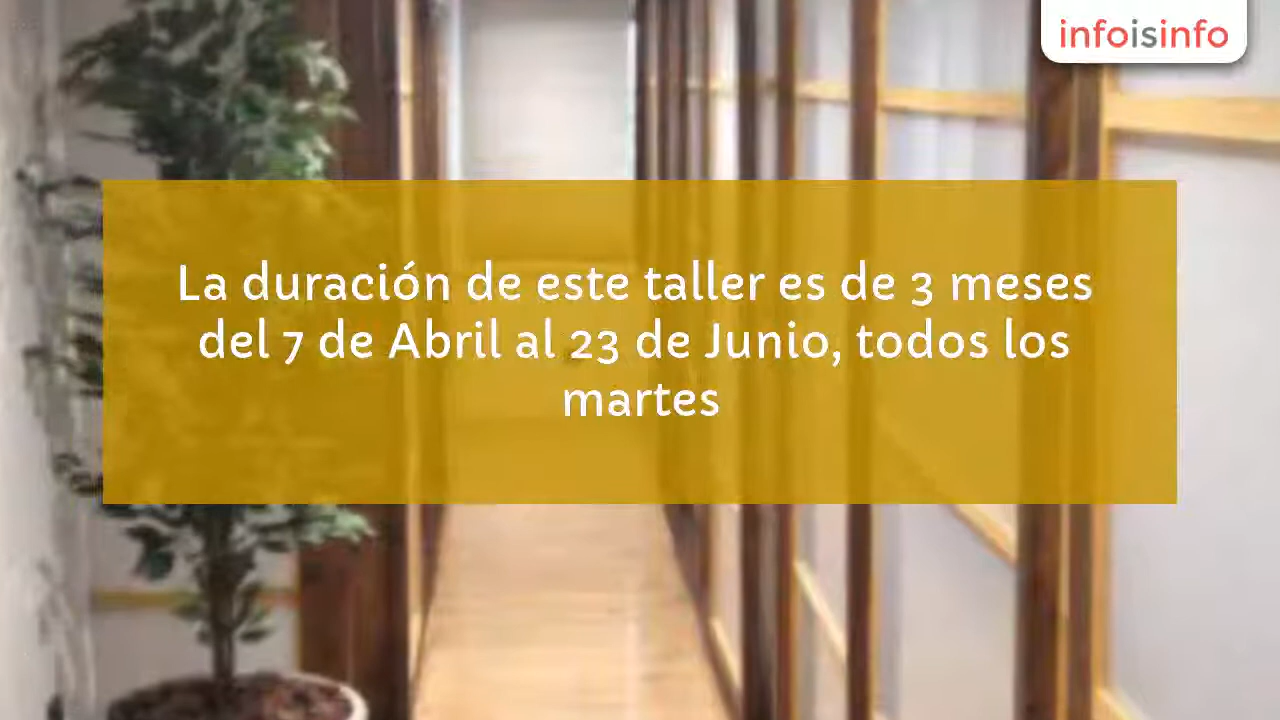 infoisinfo
La duración de este taller es de 3 meses
del 7 de Abril al 23 de Junio, todos los
martes